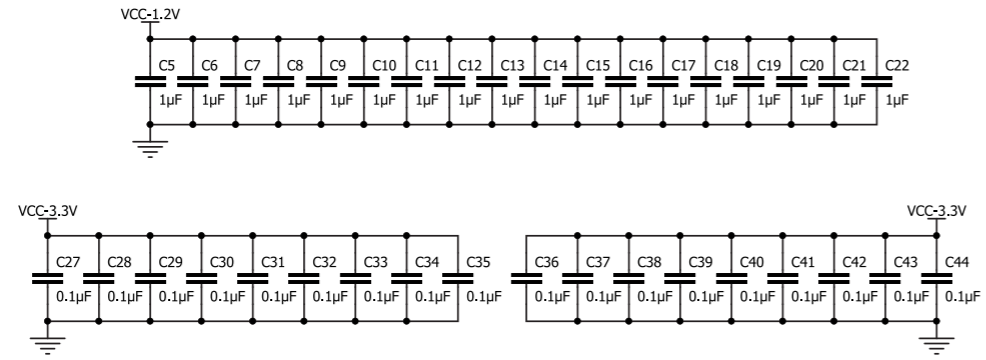 VCC-1.2V
C5 C6 C7 C8 C9 C10 C11 C12 C13 C14 C15 C16 C17 C18 C19 C20 C21 C22
1µF 1µF 1µF 1µF 1µF 1µF 1µF 1µF 1µF 1µF 1µF 1µF 1µF 1µF 1µF 1µF 1µF 1µF
VCC-3.3V VCC-3.3V
C27 C28 C29 C30 C31 C32 C33 C34 C35 C36 C37 C38 C39 C40 C41 C42 C43 C44
0.1µF 0.1µF 0.1µF 0.1µF 0.1µF 0.1µF 0.1µF 0.1µF 0.1µF 0.1µF 0.1µF 0.1µF 0.1µF 0.1µF 0.1µF 0.1µF 0.1µF 0.1µF